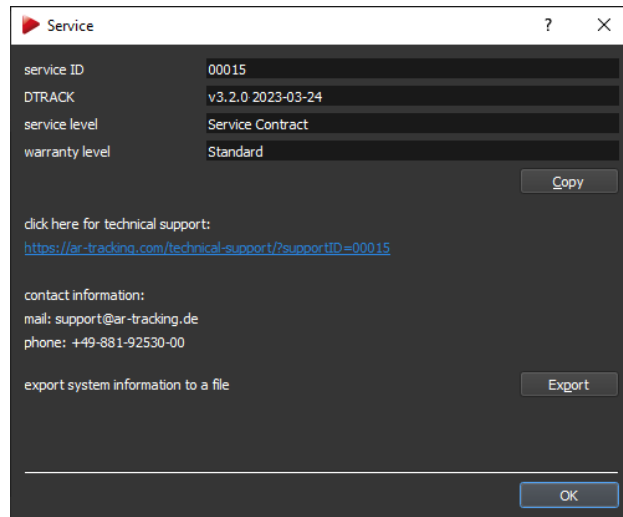 Service
?
service ID 00015
DTRACK v3.2.0 2023-03-24
service level Service Contract
warranty level Standard
Copy
click here for technical support:
https://ar-tracking.com/technical-support/?supportID=00015
contact information:
mail: support@ar-tracking.de
phone: +49-881-92530-00
export system information to a file Export
OK